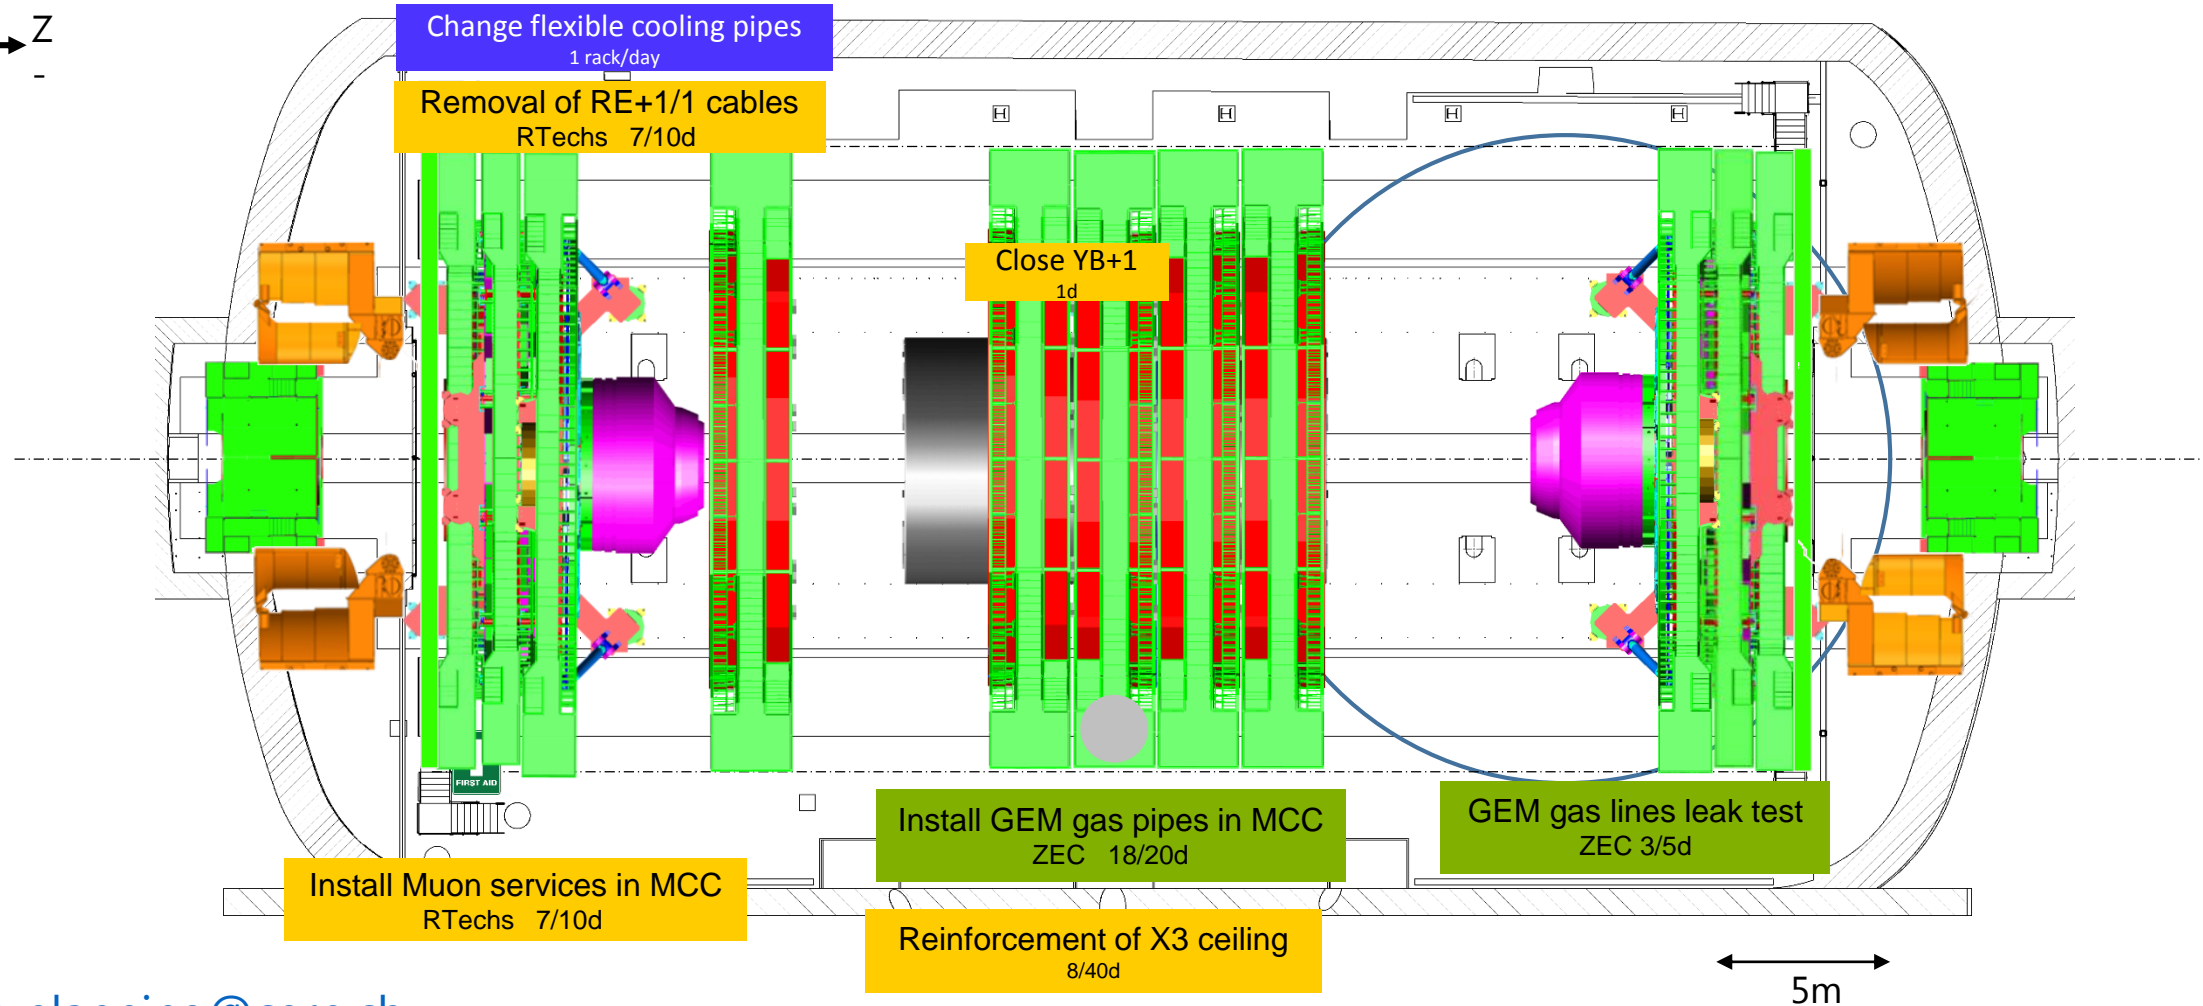 Z
-
Change flexible cooling pipes
1 rack/day
Removal of RE+1/1 cables
RTechs 7/10d
H
H
H
H
Close YB+1
1d
FIRST AID
Install GEM gas pipes in MCC
ZEC 18/20d
GEM gas lines leak test
ZEC 3/5d
Install Muon services in MCC
RTechs 7/10d
Reinforcement of X3 ceiling
8/40d
5m